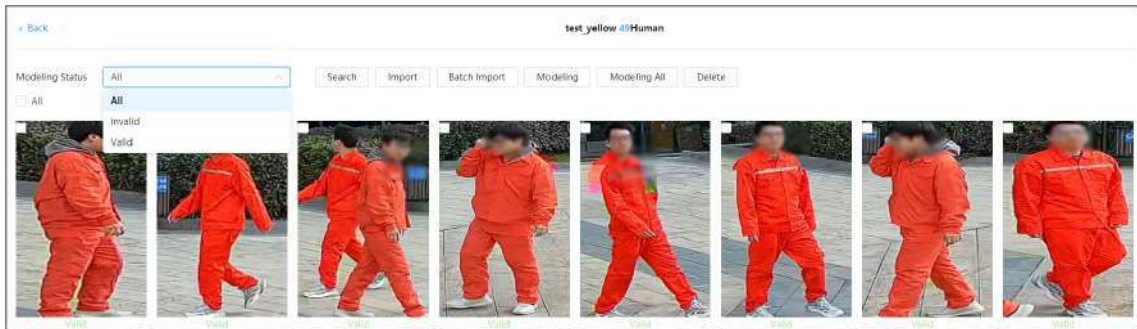 ‹ Back
test_yellow 49Human
Modeling Status All Search Import Batch Import Modeling Modeling All Delete
All
All
Invalid
Valid
Valid Valid Valid Valid Valid Valid Valid Valid